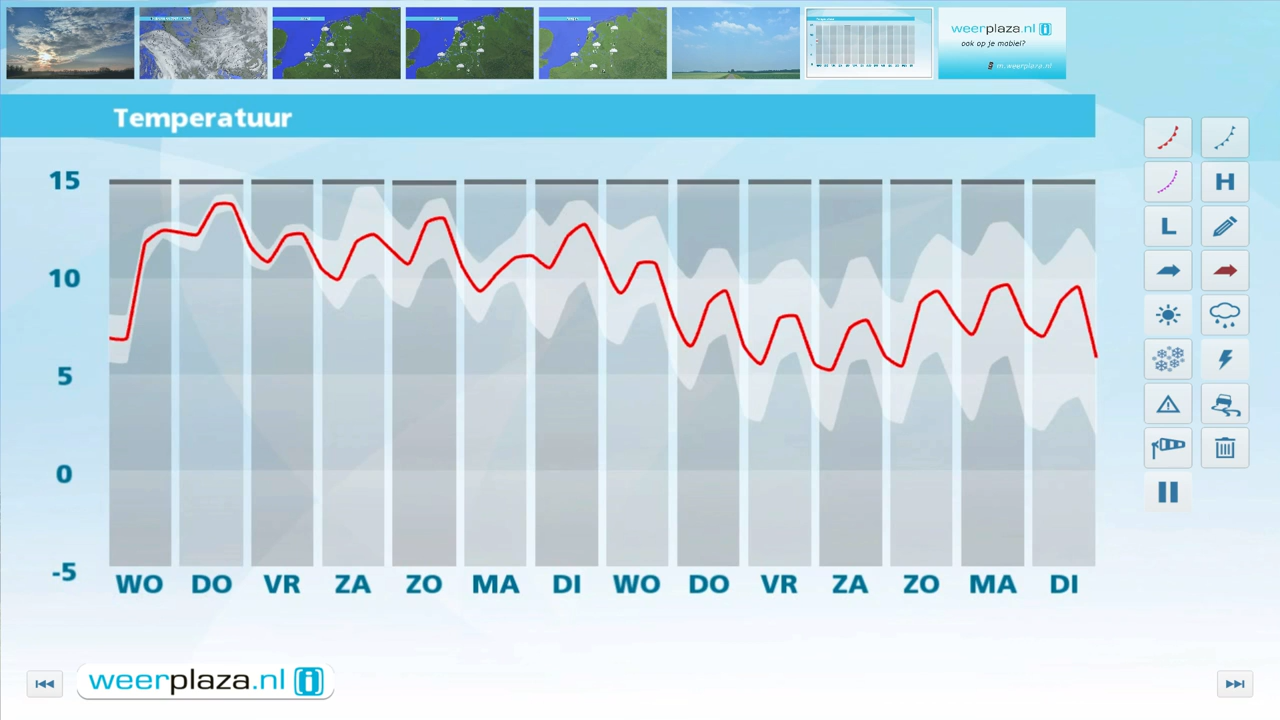 weerplaza.nl
ook op je mobiel?
m.weerplaza.nl
Temperatuur
15
10
5
0
-5
WO DO VR ZA ZO MA DI WO DO VR ZA ZO MA DI
H
L
weerplaza.nl